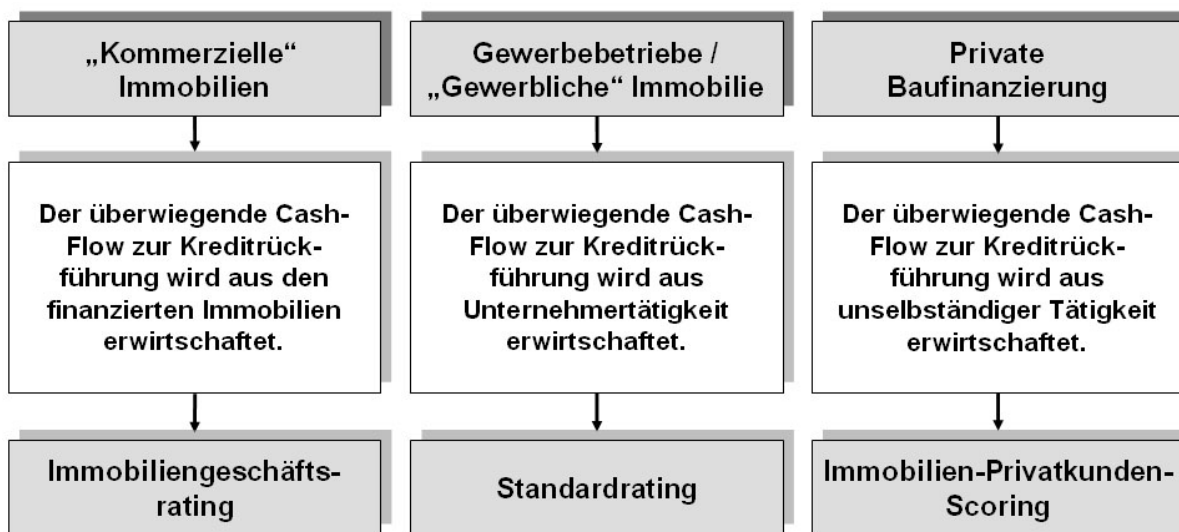 „Kommerzielle“
Immobilien
Gewerbebetriebe /
„Gewerbliche“ Immobilie
Private
Baufinanzierung
Der überwiegende Cash-
Flow zur Kreditrück-
führung wird aus den
finanzierten Immobilien
erwirtschaftet.
Der überwiegende Cash-
Flow zur Kreditrück-
führung wird aus
Unternehmertätigkeit
erwirtschaftet.
Der überwiegende Cash-
Flow zur Kreditrück-
führung wird aus
unselbständiger Tätigkeit
erwirtschaftet.
Immobiliengeschäfts-
rating
Standardrating
Immobilien-Privatkunden-
Scoring